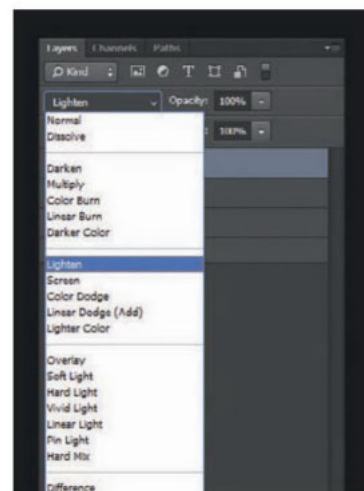 Layers Channels Paths
Kind
Lighten Opacity: 100%
100%
Normal
Dissolve
Darken
Multiply
Color Burn
Linear Burn
Darker Color
Lighten
Screen
Color Dodge
Linear Dodge (Add)
Lighter Color
Overlay
Soft Light
Hard Light
Vivid Light
Linear Light
Pin Light
Hard Mix
Difference